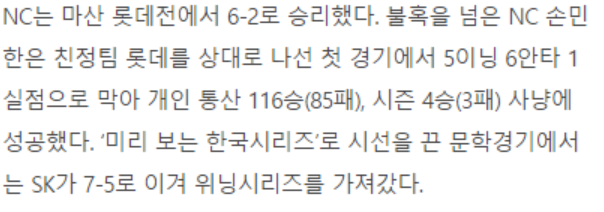 NC는 마산 롯데전에서 6-2로 승리했다. 불혹을 넘은 NC 손민
한은 친정팀 롯데를 상대로 나선 첫 경기에서 5이닝 6안타 1
실점으로 막아 개인 통산 116승(85패), 시즌 4승(3패) 사냥에
성공했다. ‘미리 보는 한국시리즈’로 시선을 끈 문학경기에서
는 SK가 7-5로 이겨 위닝시리즈를 가져갔다.